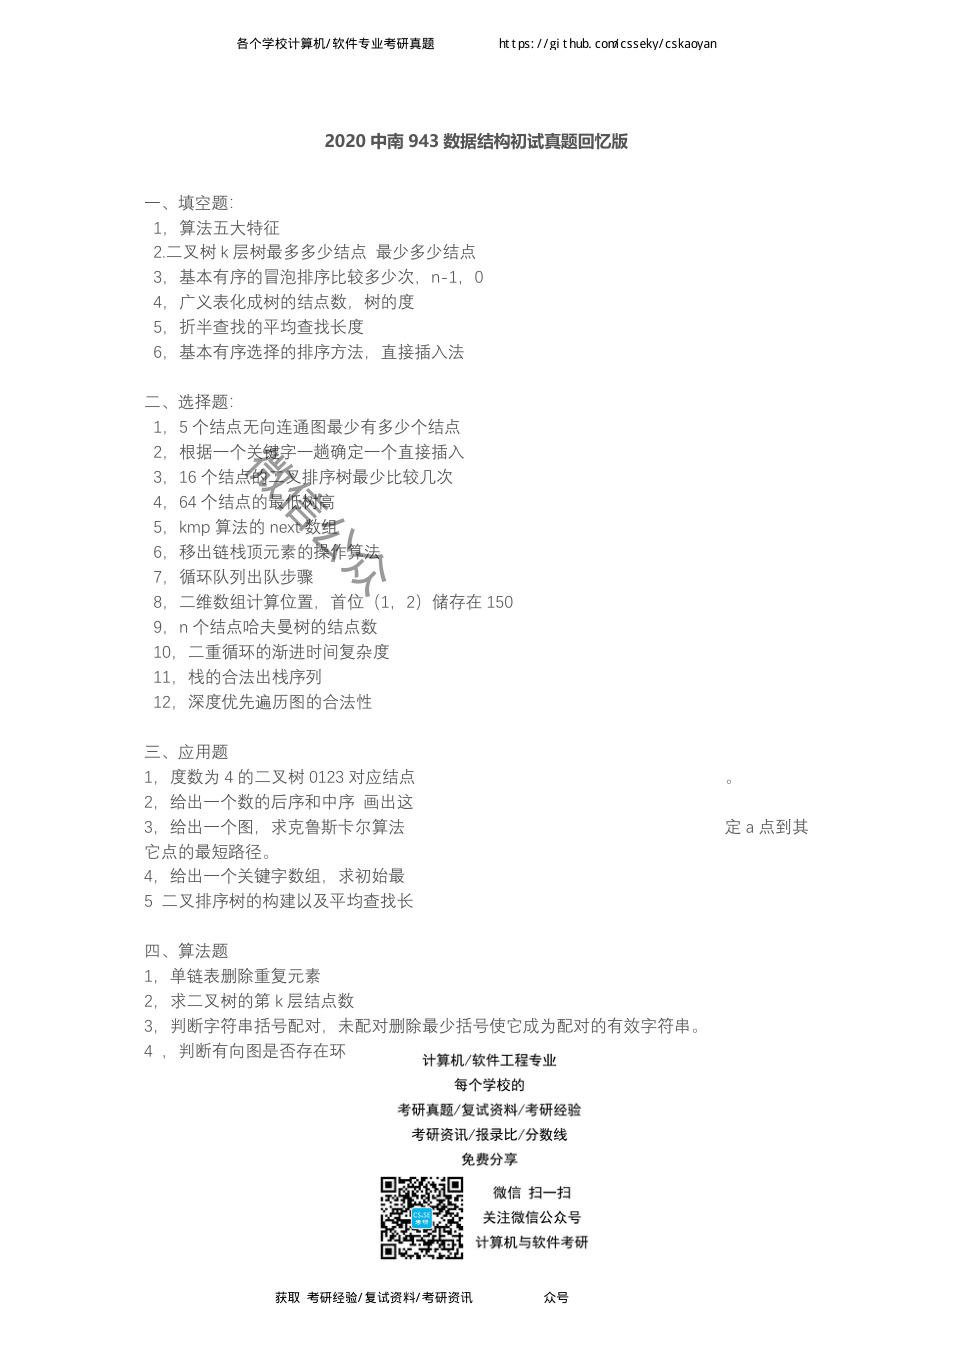 各个学校计算机/软件专业考研真题 https://github.com/csseky/cskaoyan
2020 中南 943 数据结构初试真题回忆版
一、填空题：
1，算法五大特征
2.二叉树 k 层树最多多少结点 最少多少结点
3，基本有序的冒泡排序比较多少次，n-1，0
4，广义表化成树的结点数，树的度
5，折半查找的平均查找长度
6，基本有序选择的排序方法，直接插入法
二、选择题：
1，5 个结点无向连通图最少有多少个结点
2，根据一个关键字一趟确定一个直接插入
3，16 个结点的二叉排序树最少比较几次
4，64 个结点的最低树高
5，kmp 算法的 next 数组
6，移出链栈顶元素的操作算法
7，循环队列出队步骤
8，二维数组计算位置，首位（1，2）储存在 150
9，n 个结点哈夫曼树的结点数
10，二重循环的渐进时间复杂度
11，栈的合法出栈序列
12，深度优先遍历图的合法性
微信公众
三、应用题
1，度数为 4 的二叉树 0123 对应结点 。
2，给出一个数的后序和中序 画出这
3，给出一个图，求克鲁斯卡尔算法 定 a 点到其
它点的最短路径。
4，给出一个关键字数组，求初始最
5 二叉排序树的构建以及平均查找长
四、算法题
1，单链表删除重复元素
2，求二叉树的第 k 层结点数
3，判断字符串括号配对，未配对删除最少括号使它成为配对的有效字符串。
4 ，判断有向图是否存在环
计算机/软件工程专业
每个学校的
考研真题/复试资料/考研经验
考研资讯/报录比/分数线
免费分享
CS-SE
考研
微信 扫一扫
关注微信公众号
计算机与软件考研
获取 考研经验/复试资料/考研资讯 众号